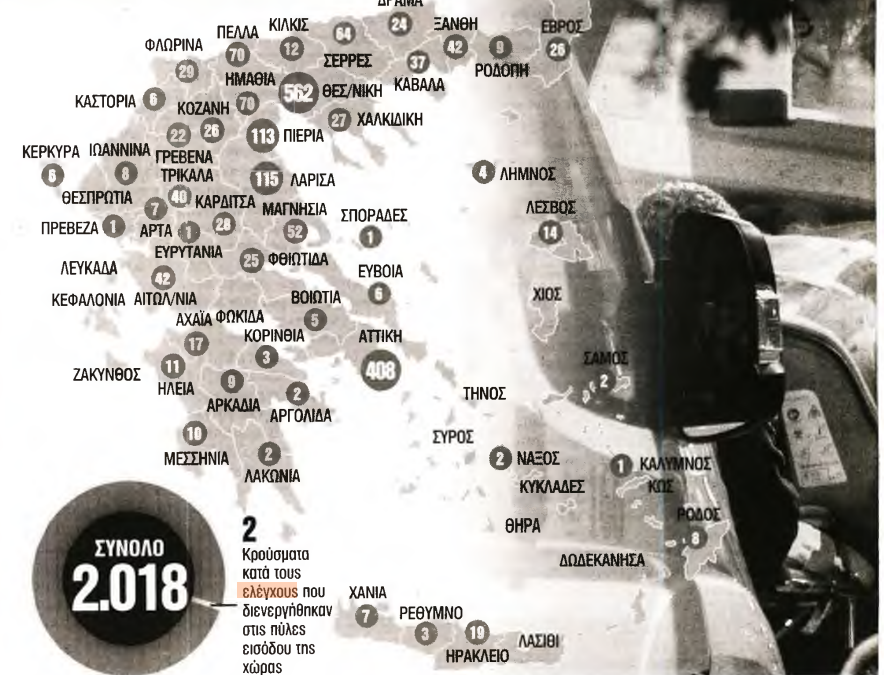 ΔΡΑΜΑ
24
ΞΑΝΘΗ
42
ΕΒΡΟΣ
26
9
ΡΟΔΟΠΗ
ΚΙΛΚΙΣ
12
64
ΣΕΡΡΕΣ
37
ΚΑΒΑΛΑ
ΠΕΛΛΑ
70
ΦΛΩΡΙΝΑ
29
ΗΜΑΘΙΑ
70
562 ΘΕΣ/ΝΙΚΗ
27 ΧΑΛΚΙΔΙΚΗ
ΚΑΣΤΟΡΙΑ 6
ΚΟΖΑΝΗ
26
22
ΓΡΕΒΕΝΑ
113 ΠΙΕΡΙΑ
ΚΕΡΚΥΡΑ
6
ΙΩΑΝΝΙΝΑ
8
ΤΡΙΚΑΛΑ
40
115 ΛΑΡΙΣΑ
4 ΛΗΜΝΟΣ
ΘΕΣΠΡΩΤΙΑ
7
ΚΑΡΔΙΤΣΑ
28
ΜΑΓΝΗΣΙΑ
52
ΣΠΟΡΑΔΕΣ
1
ΛΕΣΒΟΣ
14
ΠΡΕΒΕΖΑ 1
ΑΡΤΑ 1
ΕΥΡΥΤΑΝΙΑ
25 ΦΘΙΩΤΙΔΑ
ΛΕΥΚΑΔΑ
42
ΕΥΒΟΙΑ
6
ΧΙΟΣ
ΚΕΦΑΛΟΝΙΑ ΑΙΤΩΛ/ΝΙΑ
ΒΟΙΩΤΙΑ
5
ΑΧΑΪΑ ΦΩΚΙΔΑ
17
ΚΟΡΙΝΘΙΑ
3
ΑΤΤΙΚΗ
408
ΣΑΜΟΣ
2
ΖΑΚΥΝΘΟΣ
11
ΗΛΕΙΑ
9
ΑΡΚΑΔΙΑ
2
ΑΡΓΟΛΙΔΑ
ΤΗΝΟΣ
ΣΥΡΟΣ
10
ΜΕΣΣΗΝΙΑ
2
ΛΑΚΩΝΙΑ
2 ΝΑΞΟΣ
1 ΚΑΛΥΜΝΟΣ
ΚΥΚΛΑΔΕΣ
ΚΩΣ
ΘΗΡΑ
ΡΟΔΟΣ
8
ΔΩΔΕΚΑΝΗΣΑ
ΣΥΝΟΛΟ
2.018
2
Κρούσματα
κατά τους
ελέγχους που
διενεργήθηκαν
στις πύλες
εισόδου της
χώρας
ΧΑΝΙΑ
7
ΡΕΘΥΜΝΟ
3
19
ΗΡΑΚΛΕΙΟ
ΛΑΣΙΘΙ